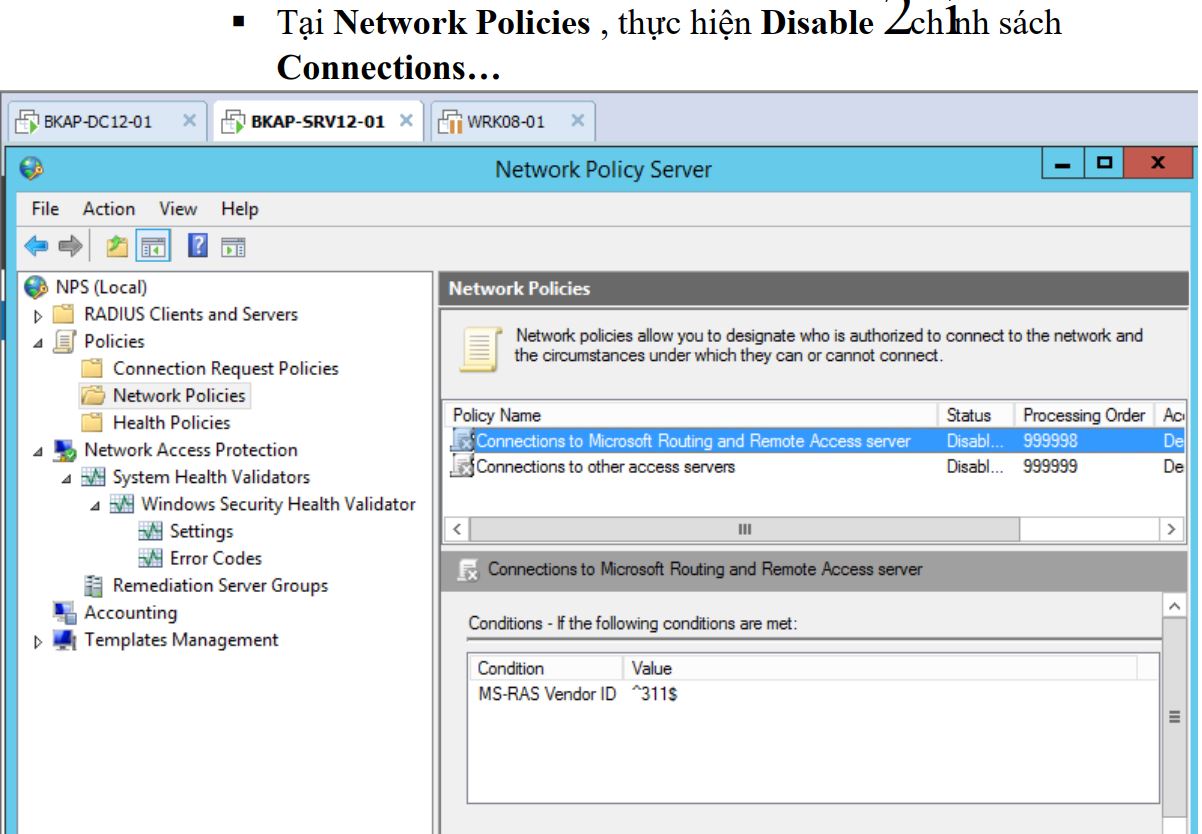 ▪ Tại Network Policies , thực hiện Disable 2 chính sách
Connections…
BKAP-DC12-01 × BKAP-SRV12-01 × WRK08-01 ×
Network Policy Server
File Action View Help
NPS (Local)
RADIUS Clients and Servers
Policies
Connection Request Policies
Network Policies
Health Policies
Network Access Protection
System Health Validators
Windows Security Health Validator
Settings
Error Codes
Remediation Server Groups
Accounting
Templates Management
Network Policies
Network policies allow you to designate who is authorized to connect to the network and
the circumstances under which they can or cannot connect.
Policy Name Status Processing Order Ac
Connections to Microsoft Routing and Remote Access server Disabl... 999998 De
Connections to other access servers Disabl... 999999 De
Connections to Microsoft Routing and Remote Access server
Conditions - If the following conditions are met:
Condition Value
MS-RAS Vendor ID ^311$